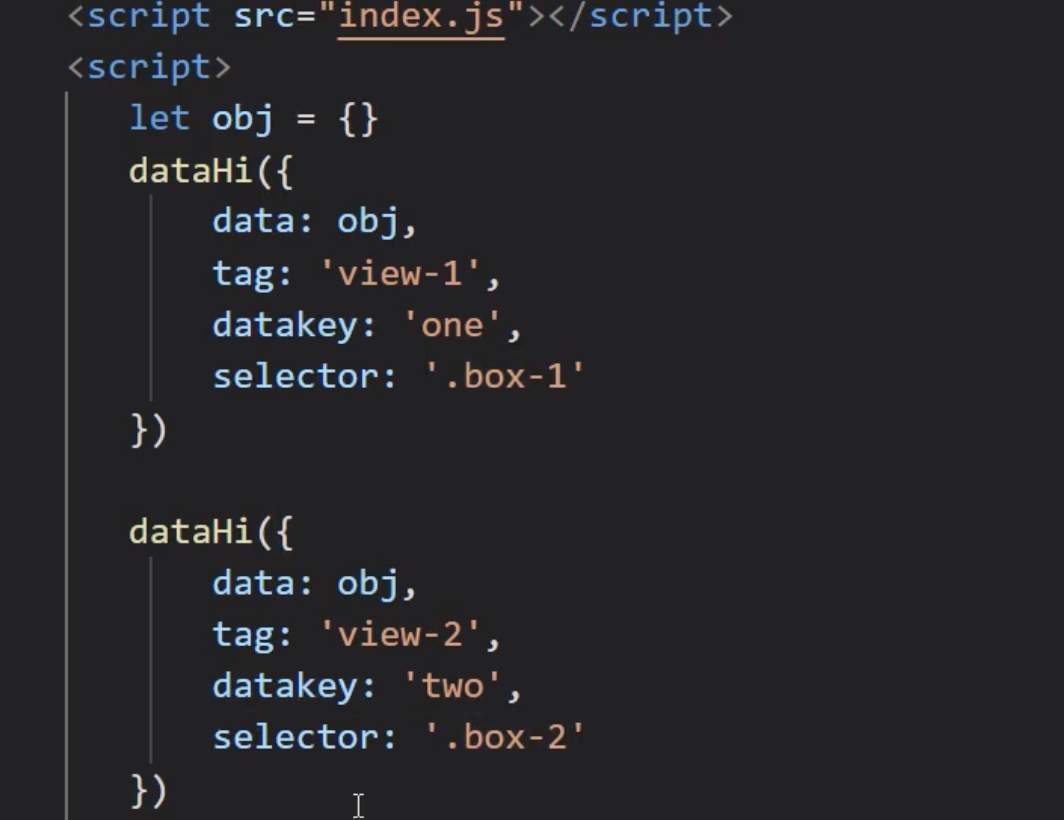 <script src="index.js"></script>
<script>
let obj = {}
dataHi({
data: obj,
tag: 'view-1',
datakey: 'one',
selector: '.box-1'
})
dataHi({
data: obj,
tag: 'view-2',
datakey: 'two',
selector: '.box-2'
})